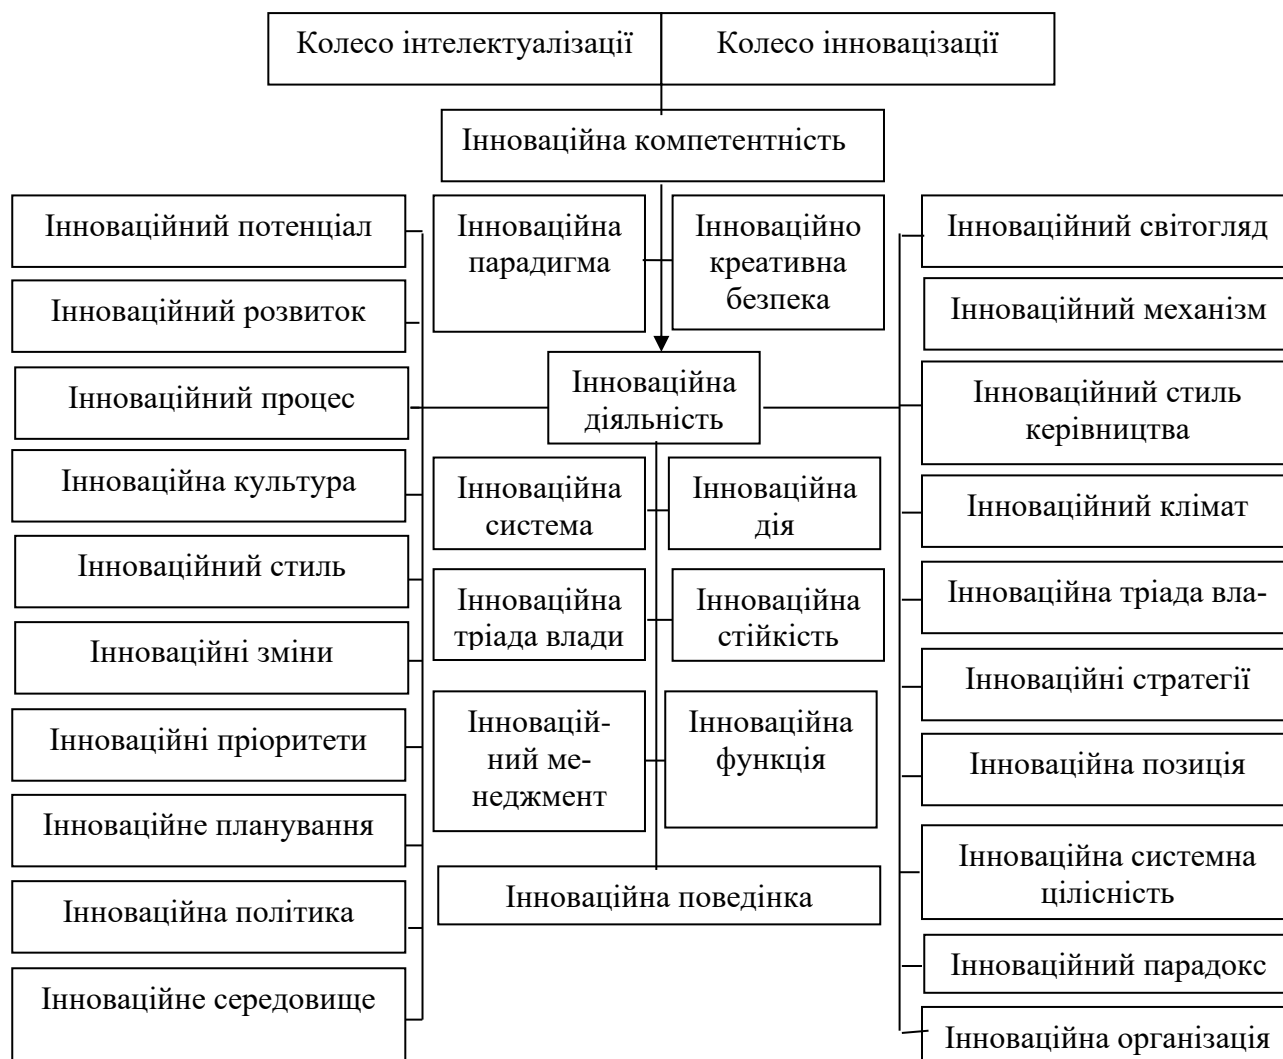 Колесо інтелектуалізації
Колесо інновацізації
Інноваційна компетентність
Інноваційний потенціал
Інноваційний розвиток
Інноваційний процес
Інноваційна культура
Інноваційний стиль
Інноваційні зміни
Інноваційні пріоритети
Інноваційне планування
Інноваційна політика
Інноваційне середовище
Інноваційна
парадигма
Інноваційно
креативна
безпека
Інноваційна
діяльність
Інноваційна
система
Інноваційна
дія
Інноваційна
тріада влади
Інноваційна
стійкість
Інновацій-
ний ме-
неджмент
Інноваційна
функція
Інноваційна поведінка
Інноваційний світогляд
Інноваційний механізм
Інноваційний стиль
керівництва
Інноваційний клімат
Інноваційна тріада вла-
Інноваційні стратегії
Інноваційна позиція
Інноваційна системна
цілісність
Інноваційний парадокс
Інноваційна організація